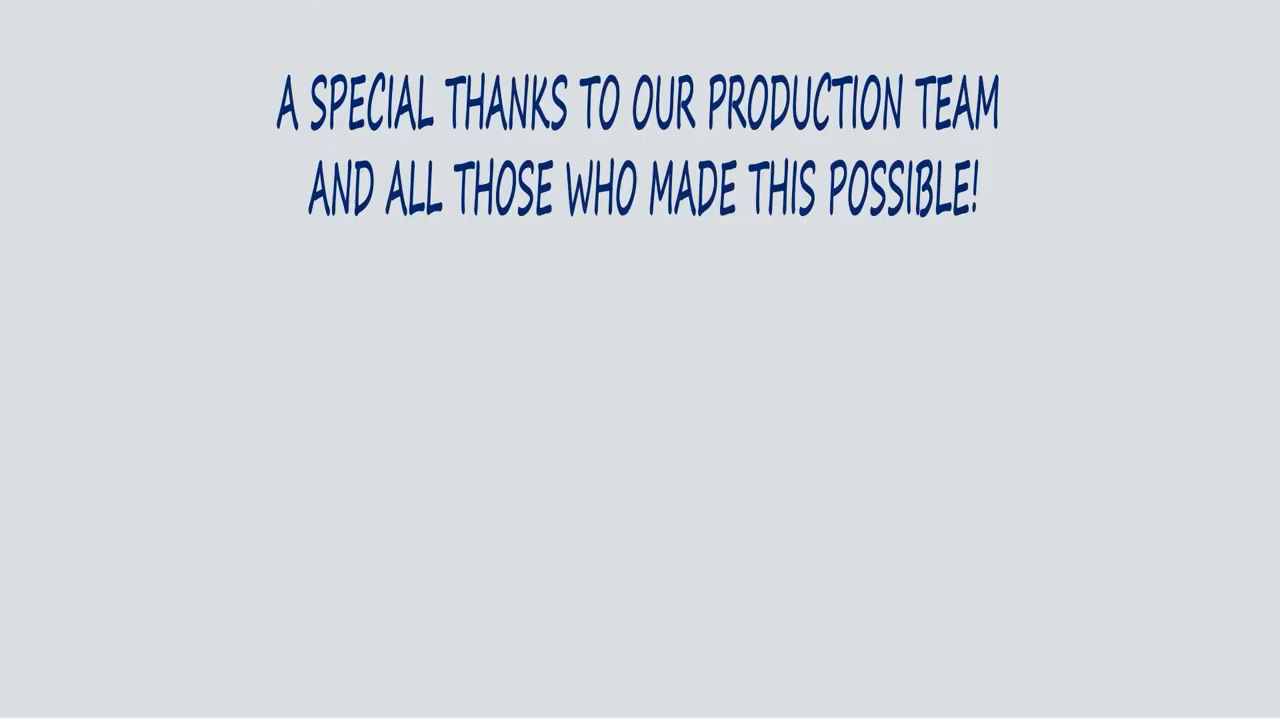 A SPECIAL THANKS TO OUR PRODUCTION TEAM
AND ALL THOSE WHO MADE THIS POSSIBLE!